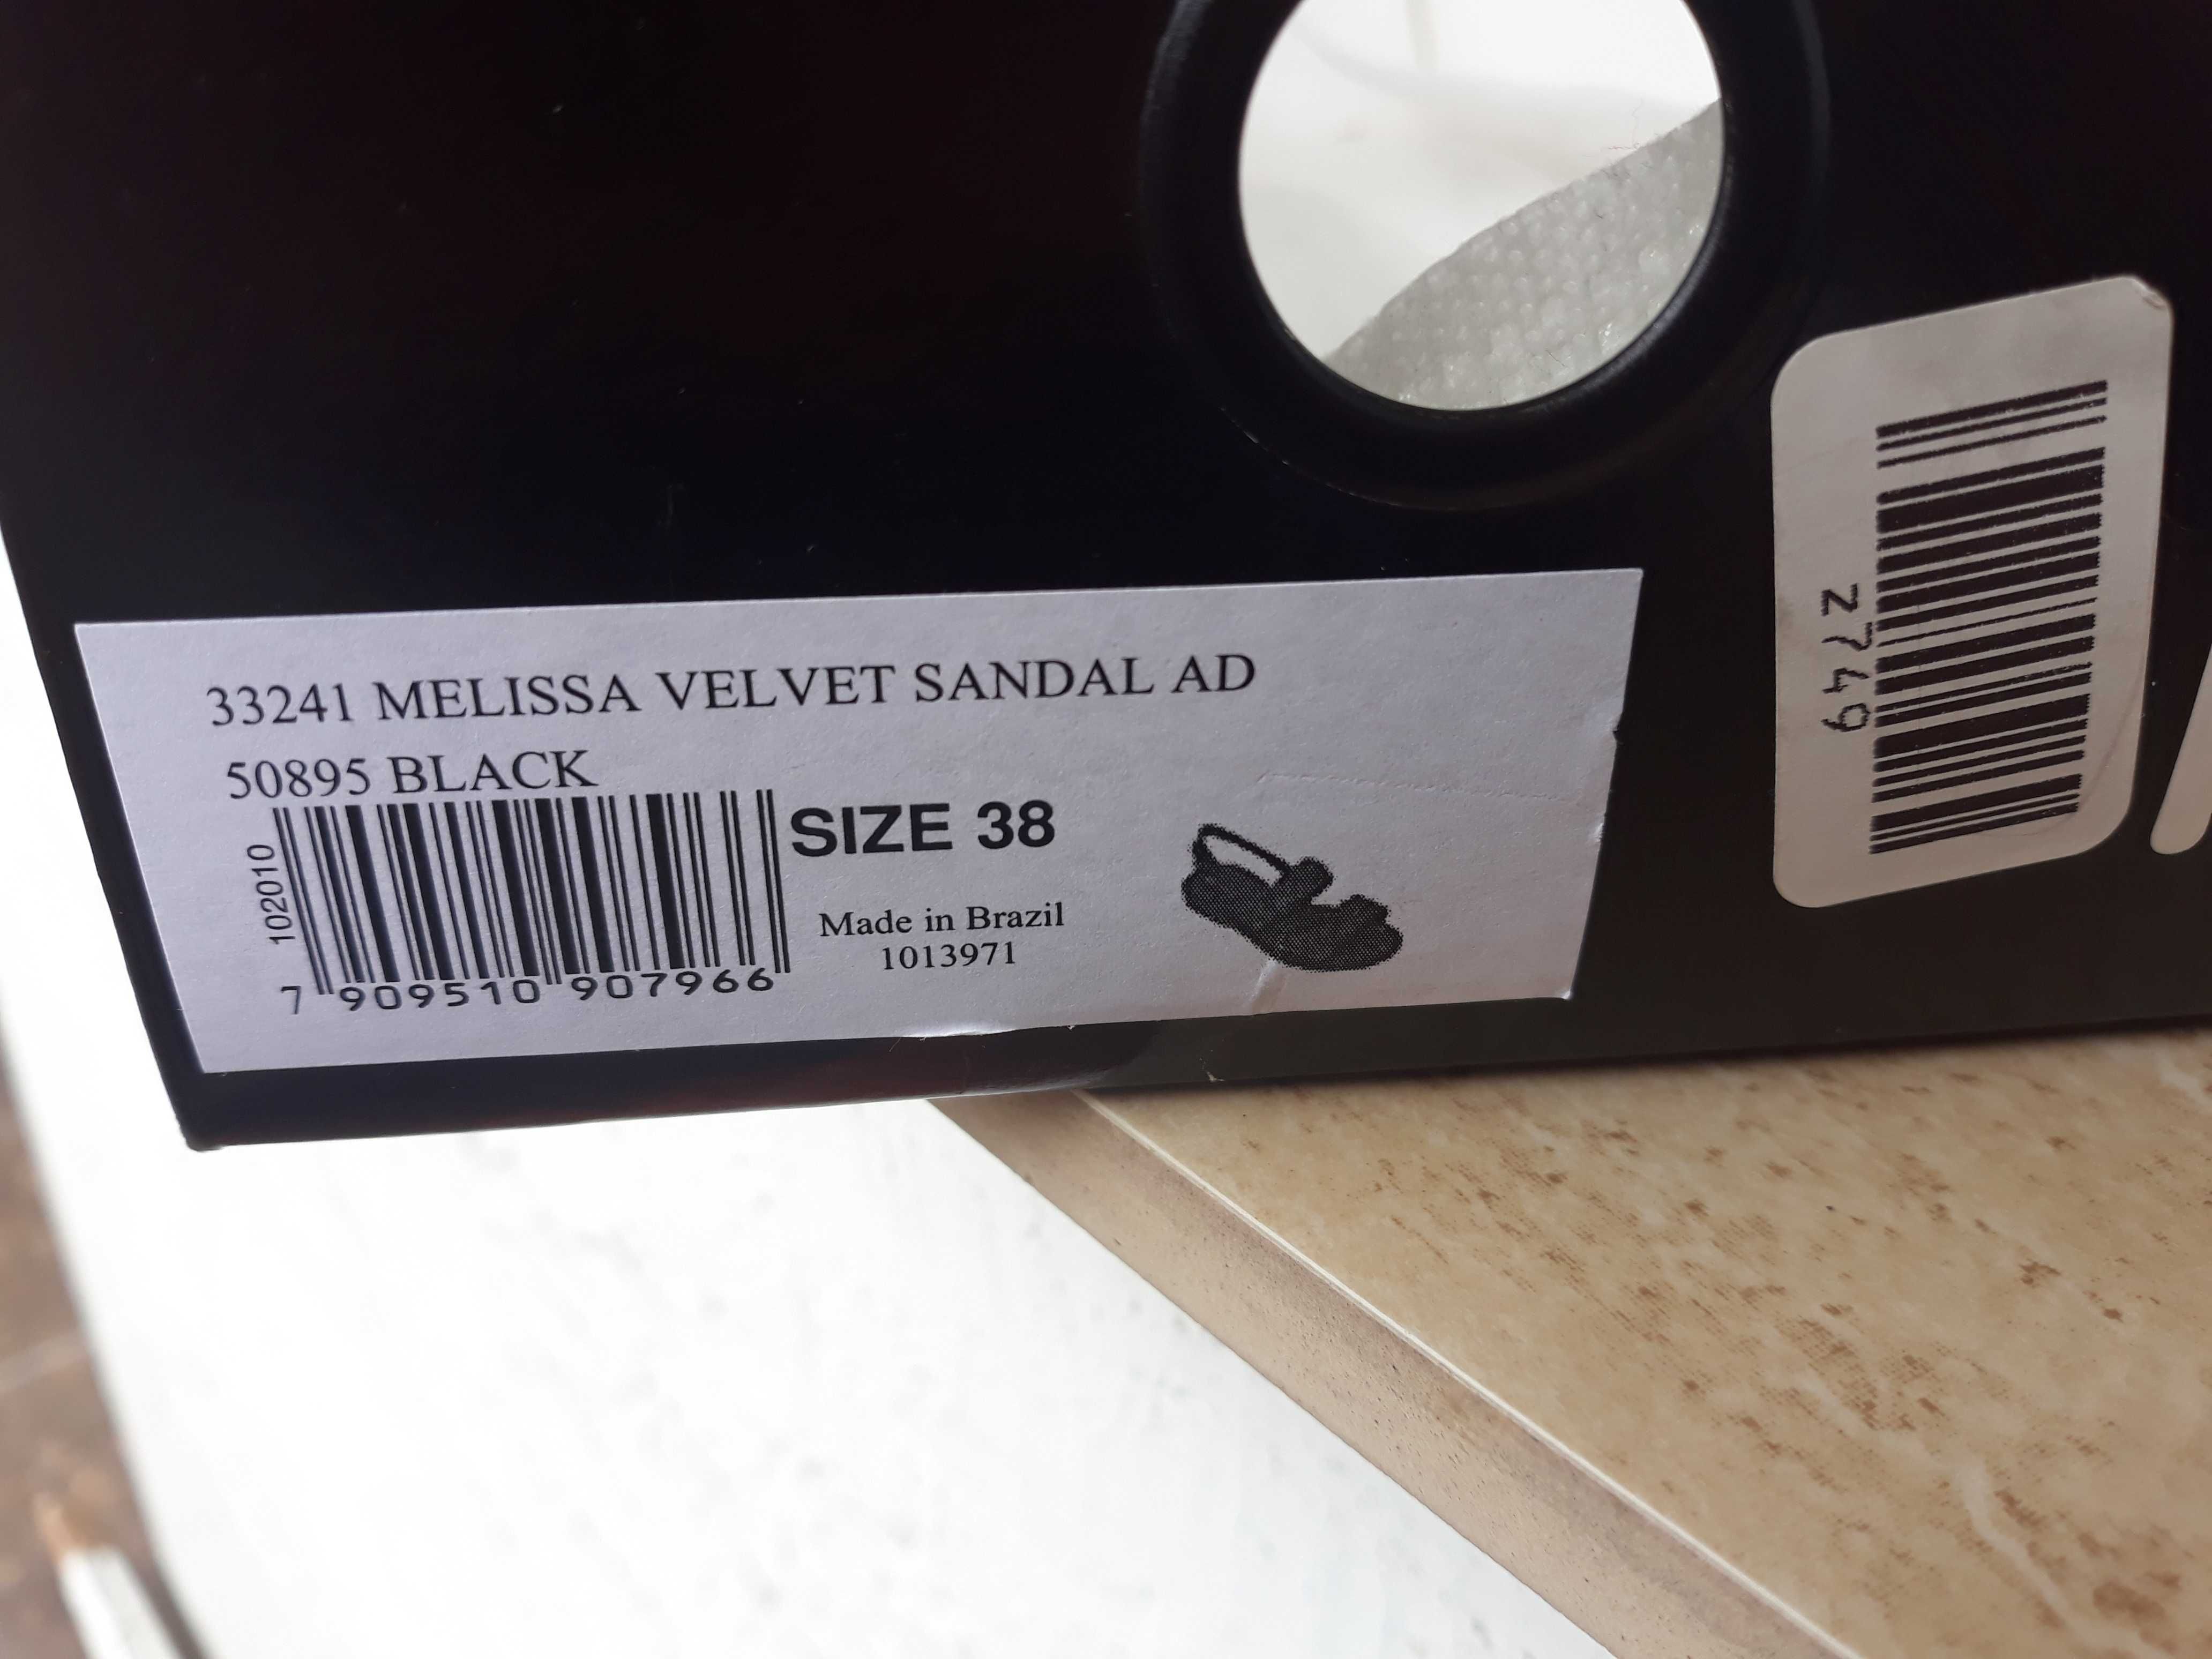 33241 MELISSA VELVET SANDAL AD
50895 BLACK
102010
SIZE 38
Made in Brazil
1013971
7 909510 907966
z749